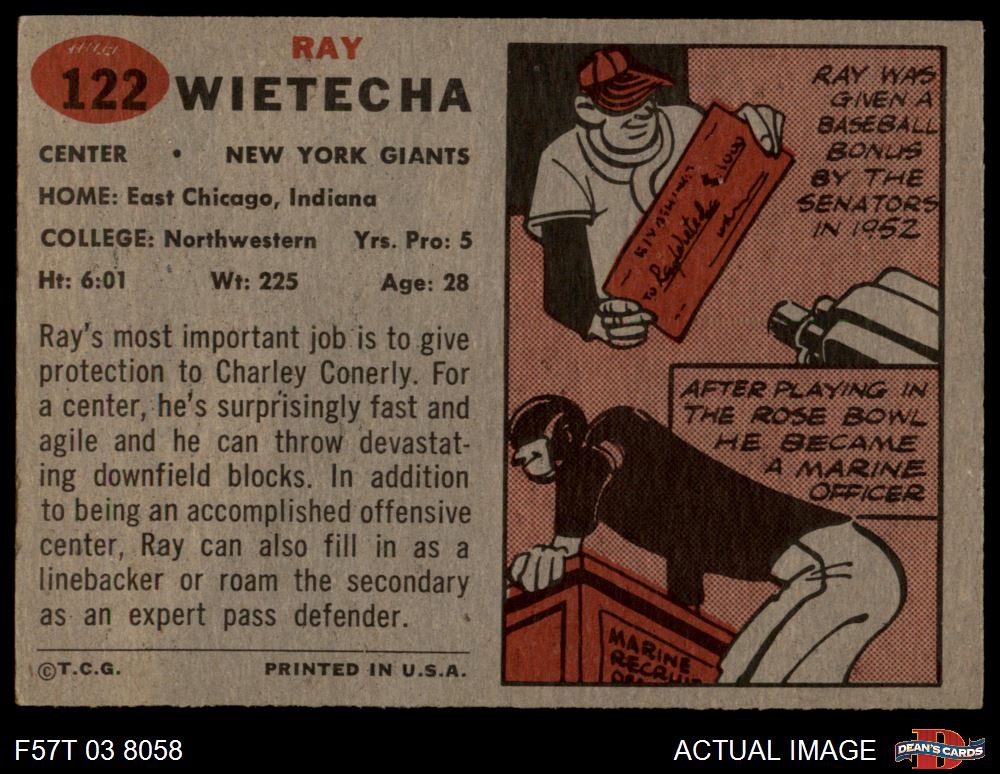 122
RAY
WIETECHA
CENTER • NEW YORK GIANTS
HOME: East Chicago, Indiana
COLLEGE: Northwestern Yrs. Pro: 5
Ht: 6:01 Wt: 225 Age: 28
Ray's most important job is to give
protection to Charley Conerly. For
a center, he's surprisingly fast and
agile and he can throw devastat-
ing downfield blocks. In addition
to being an accomplished offensive
center, Ray can also fill in as a
linebacker or roam the secondary
as an expert pass defender.
©T.C.G. PRINTED IN U.S.A.
RAY WAS
GIVEN A
BASEBALL
BONUS
BY THE
SENATORS
IN 1952
$1000
TO Ray Wietecha
AFTER PLAYING IN
THE ROSE BOWL
HE BECAME
A MARINE
OFFICER
MARINE
F57T 03 8058
ACTUAL IMAGE
DEAN'S CARDS